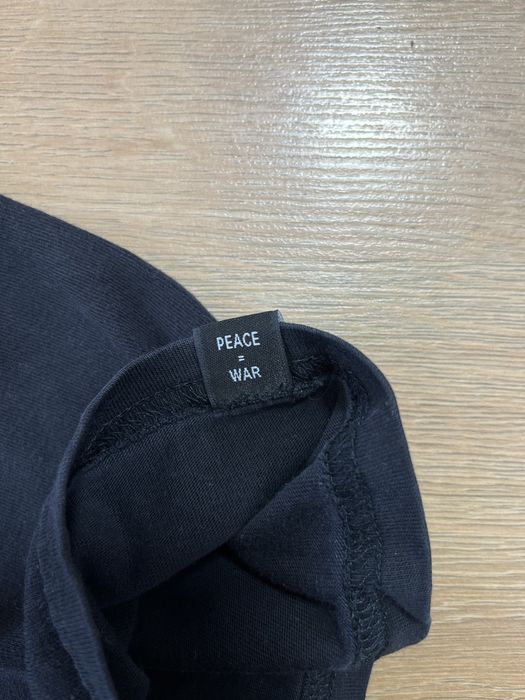 PEACE
=
WAR